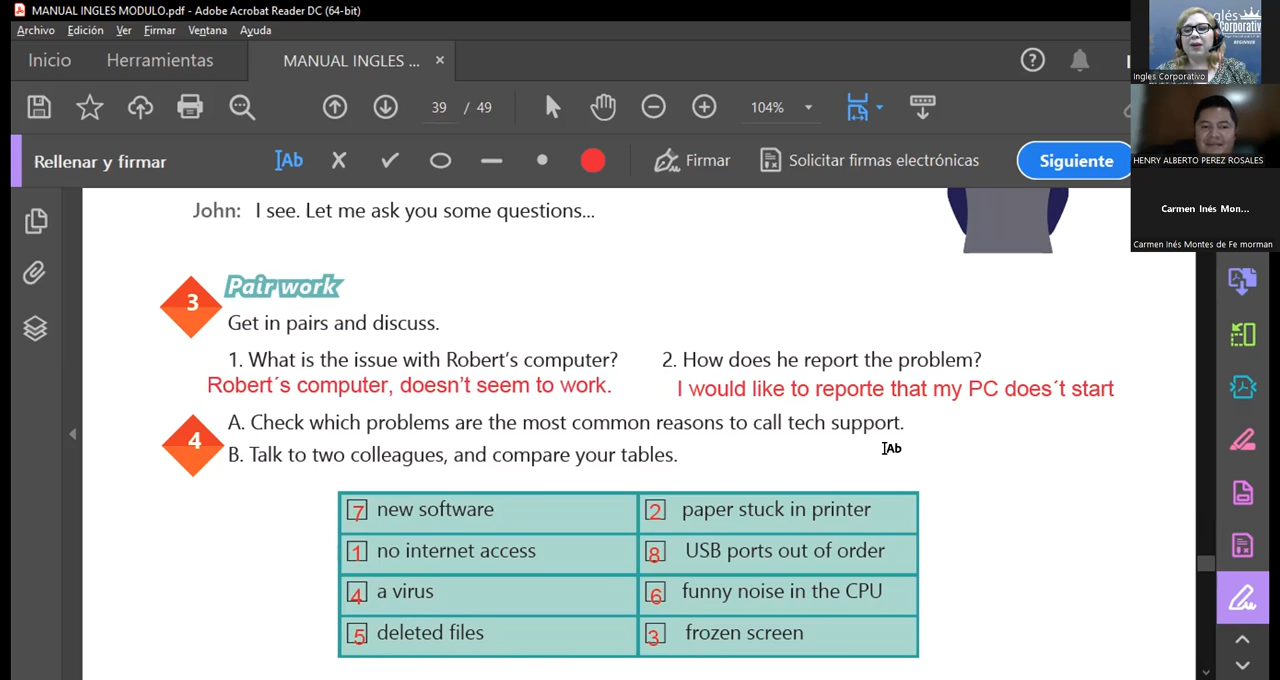 MANUAL INGLES MODULO.pdf - Adobe Acrobat Reader DC (64-bit)
Archivo Edición Ver Firmar Ventana Ayuda
Inicio Herramientas MANUAL INGLES ... ×
39 / 49 104%
Rellenar y firmar Ab Firmar Solicitar firmas electrónicas Siguiente
Ingles Corporativo
HENRY ALBERTO PEREZ ROSALES
Carmen Inés Mon...
Carmen Inés Montes de Fe morman
John: I see. Let me ask you some questions...
3 Pair work
Get in pairs and discuss.
1. What is the issue with Robert's computer? 2. How does he report the problem?
Robert´s computer, doesn't seem to work. I would like to reporte that my PC does´t start
4 A. Check which problems are the most common reasons to call tech support.
Ab
B. Talk to two colleagues, and compare your tables.
7 new software 2 paper stuck in printer
1 no internet access 8 USB ports out of order
4 a virus 6 funny noise in the CPU
5 deleted files 3 frozen screen